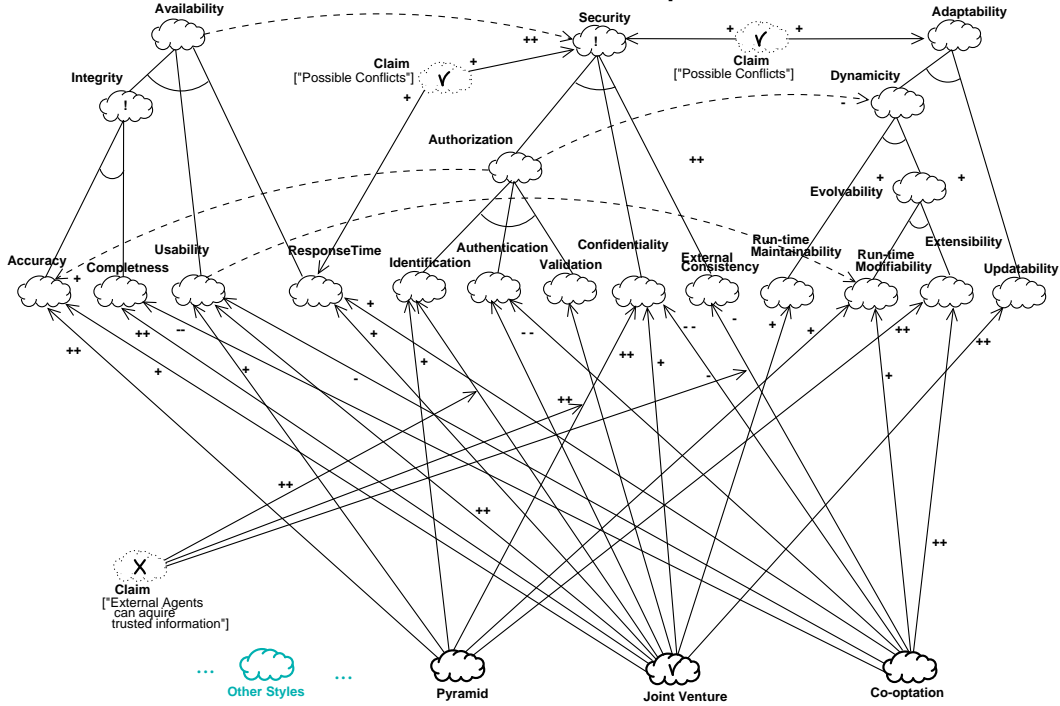 Availability
Security
Adaptability
+
+
++
Claim
["Possible Conflicts"]
+
+
!
Claim
["Possible Conflicts"]
Integrity
!
Dynamicity
-
Authorization
++
Evolvability
+
+
Accuracy
+
Completness
Usability
ResponseTime
Identification
Authentication
Validation
Confidentiality
External
Consistency
Run-time
Maintainability
Run-time
Modifiability
Extensibility
Updatability
++
+
++
--
+
-
+
+
+
- -
++
+
- -
-
-
+
+
++
+
++
++
++
++
++
X
Claim
["External Agents
can aquire
trusted information"]
...
Other Styles
...
Pyramid
Joint Venture
Co-optation